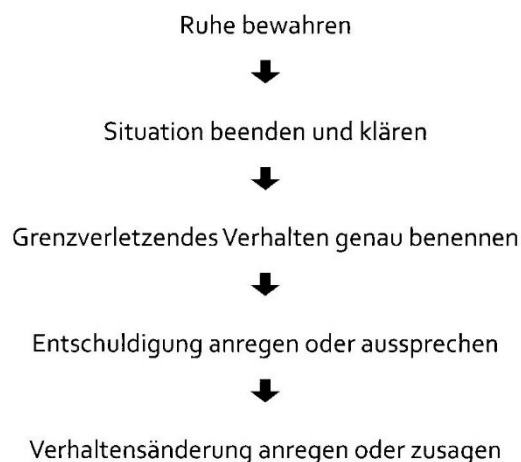 Ruhe bewahren
Situation beenden und klären
Grenzverletzendes Verhalten genau benennen
Entschuldigung anregen oder aussprechen
Verhaltensänderung anregen oder zusagen